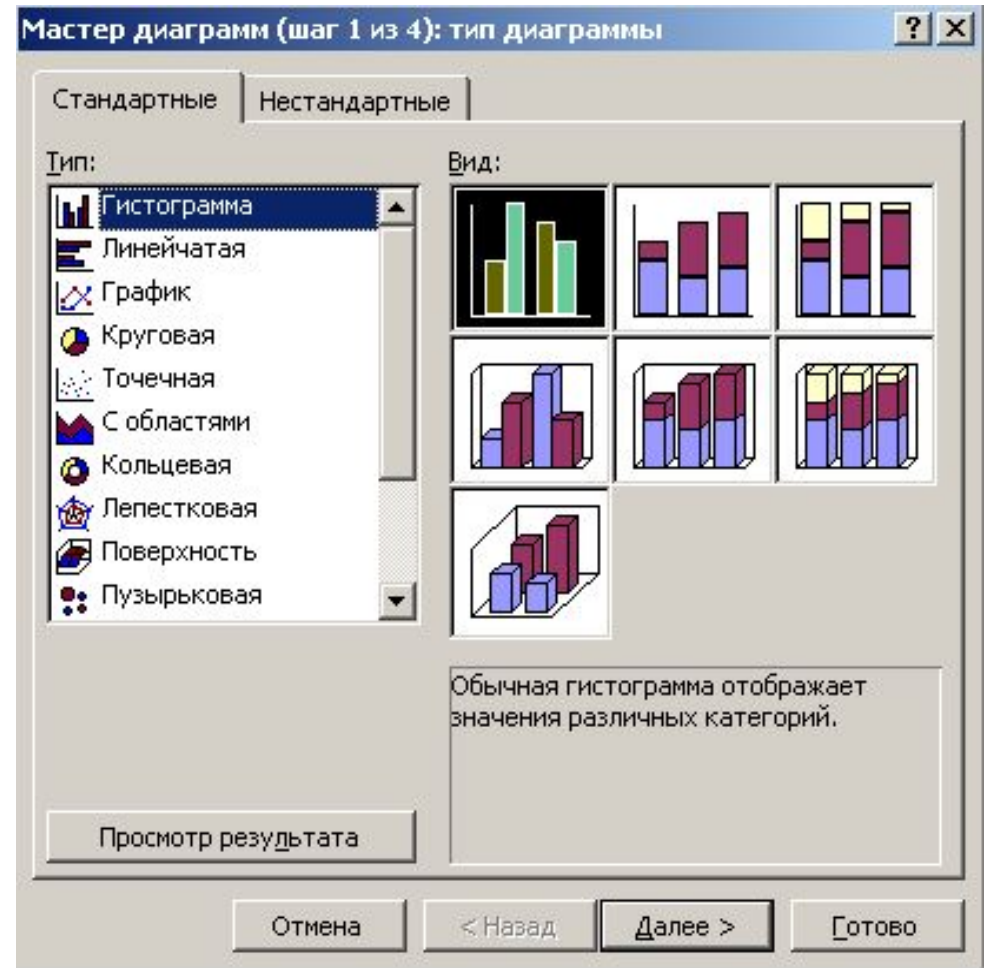 Мастер диаграмм (шаг 1 из 4): тип диаграммы
Стандартные
Нестандартные
Тип:
Гистограмма
Линейчатая
График
Круговая
Точечная
С областями
Кольцевая
Лепестковая
Поверхность
Пузырьковая
Вид:
Обычная гистограмма отображает
значения различных категорий.
Просмотр результата
Отмена
< Назад
Далее >
Готово